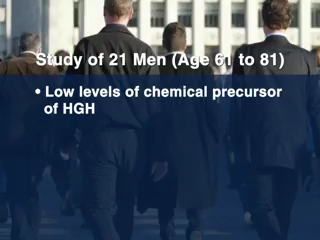 Study of 21 Men (Age 61 to 81)
• Low levels of chemical precursor
of HGH